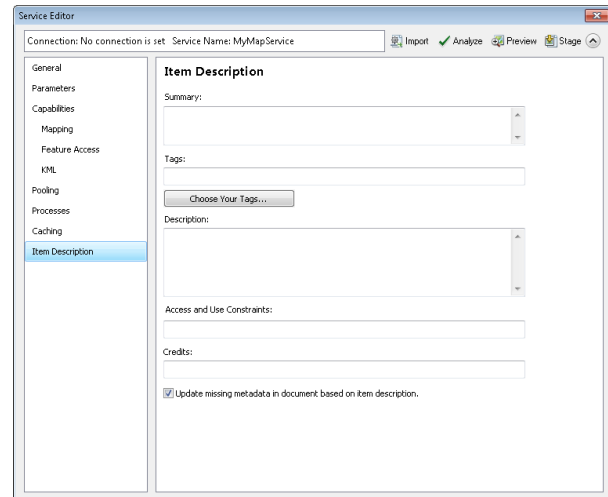 Service Editor
Connection: No connection is set Service Name: MyMapService Import Analyze Preview Stage
General
Parameters
Capabilities
Mapping
Feature Access
KML
Pooling
Processes
Caching
Item Description
Item Description
Summary:
Tags:
Choose Your Tags...
Description:
Access and Use Constraints:
Credits:
Update missing metadata in document based on item description.